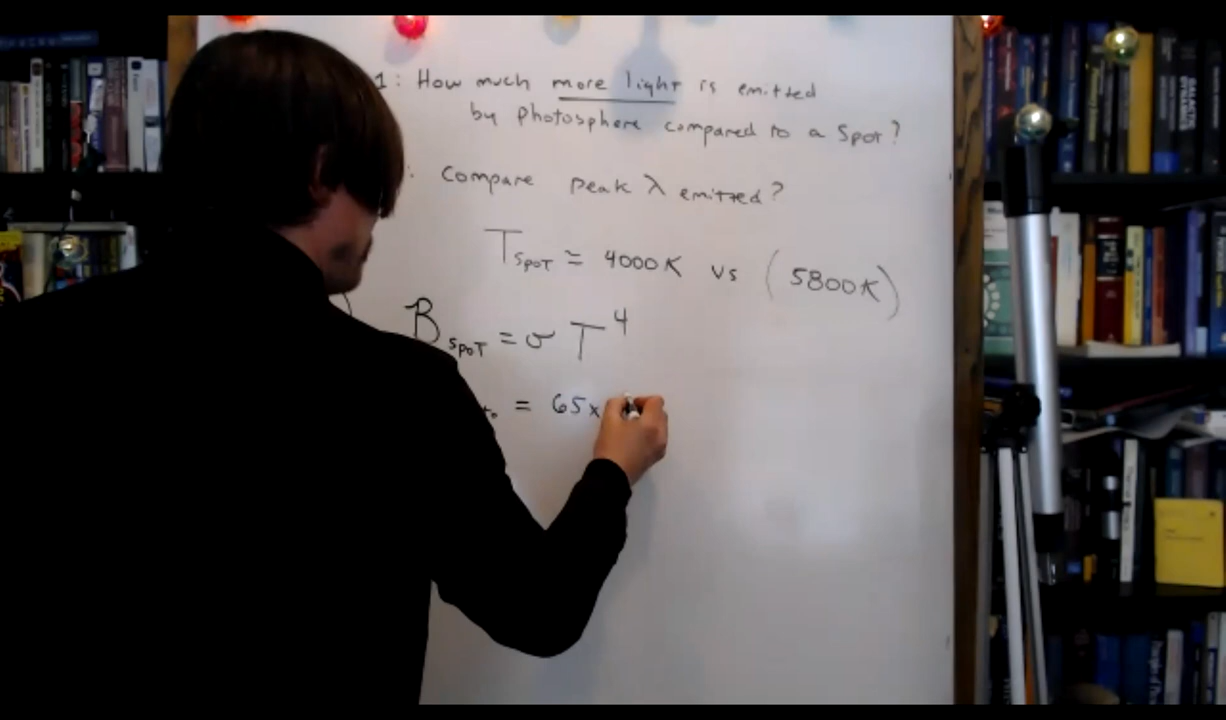 1: How much more light is emitted
by photosphere compared to a spot?
: Compare peak λ emitted?
T_SPOT ≈ 4000K vs (5800K)
B_SPOT = σ T^4
= 65x